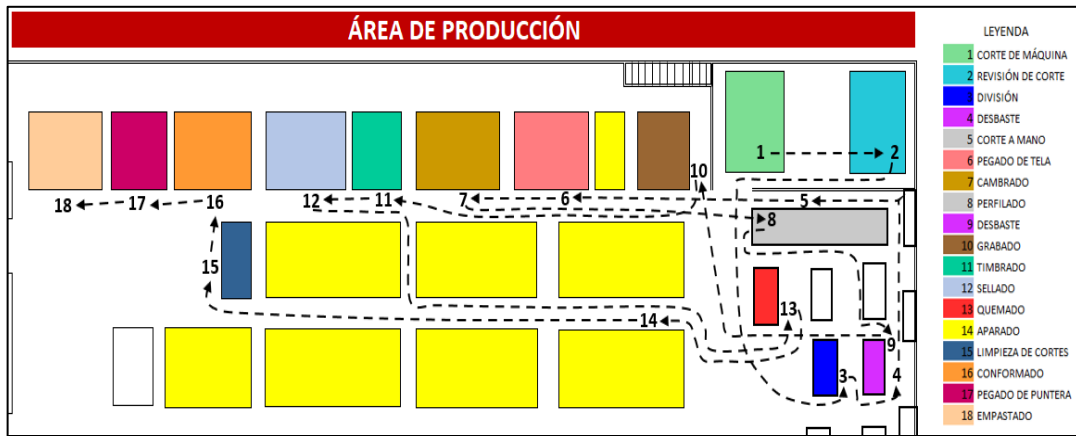 ÁREA DE PRODUCCIÓN
LEYENDA
1 CORTE DE MÁQUINA
2 REVISIÓN DE CORTE
3 DIVISIÓN
4 DESBASTE
5 CORTE A MANO
6 PEGADO DE TELA
7 CAMBRADO
8 PERFILADO
9 DESBASTE
10 GRABADO
11 TIMBRADO
12 SELLADO
13 QUEMADO
14 APARADO
15 LIMPIEZA DE CORTES
16 CONFORMADO
17 PEGADO DE PUNTERA
18 EMPASTADO
1
2
10
18
17
16
12
11
7
6
5
8
15
14
13
9
3
4